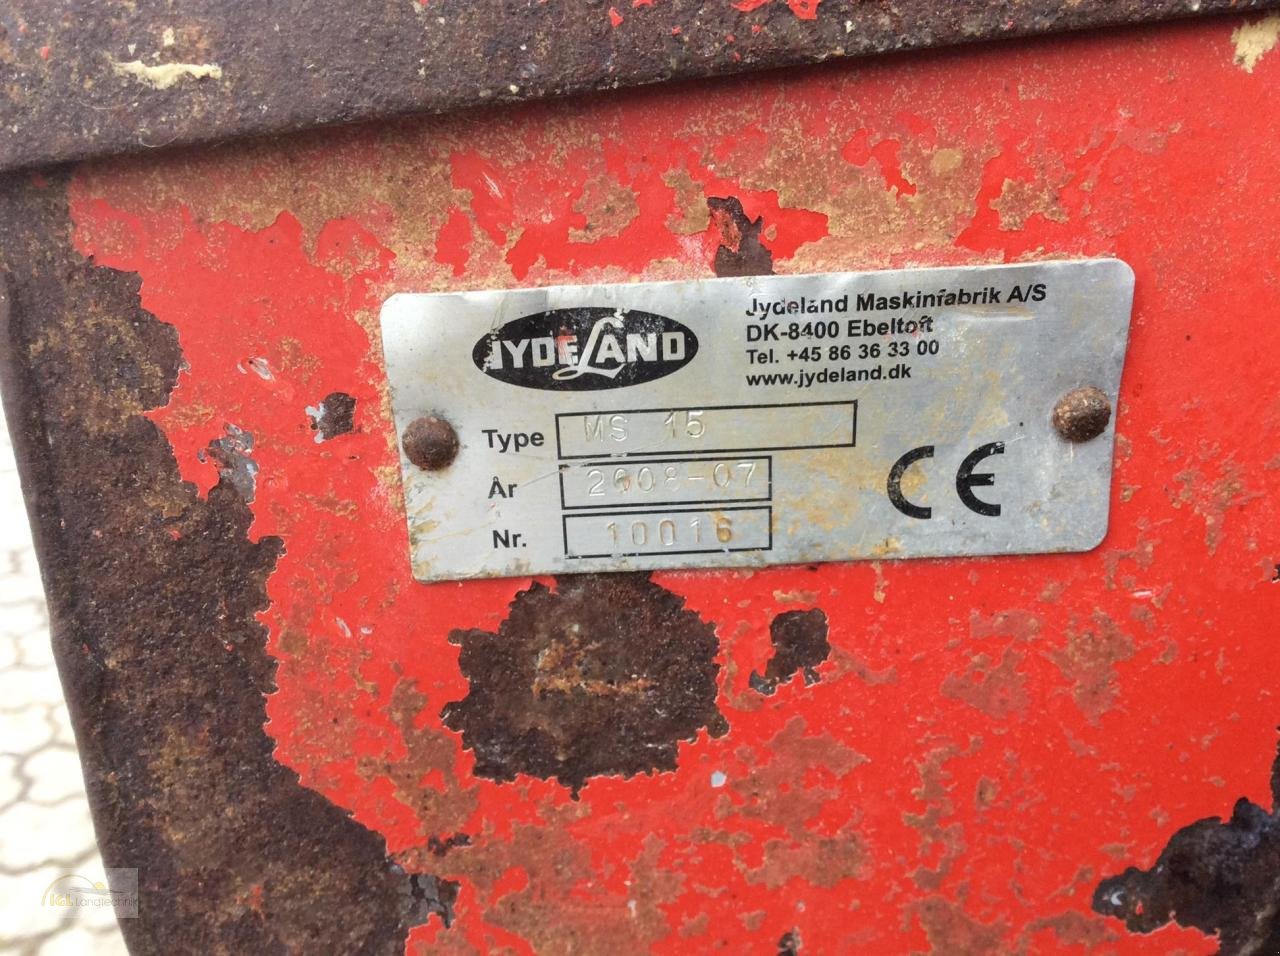 JYDELAND
Jydeland Maskinfabrik A/S
DK-8400 Ebeltoft
Tel. +45 86 36 33 00
www.jydeland.dk
Type MS 15
År 2008-07
Nr. 10016
CE